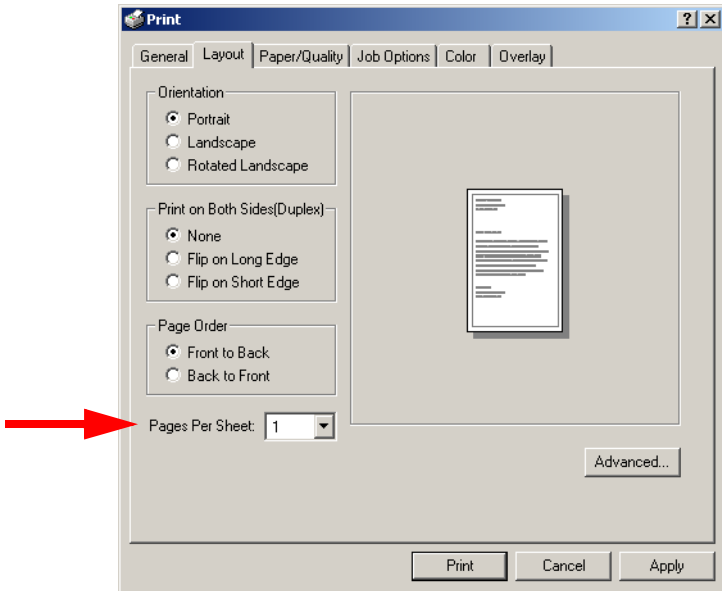 Print
General Layout Paper/Quality Job Options Color Overlay
Orientation
Portrait
Landscape
Rotated Landscape
Print on Both Sides(Duplex)
None
Flip on Long Edge
Flip on Short Edge
Page Order
Front to Back
Back to Front
Pages Per Sheet: 1
Advanced...
Print Cancel Apply